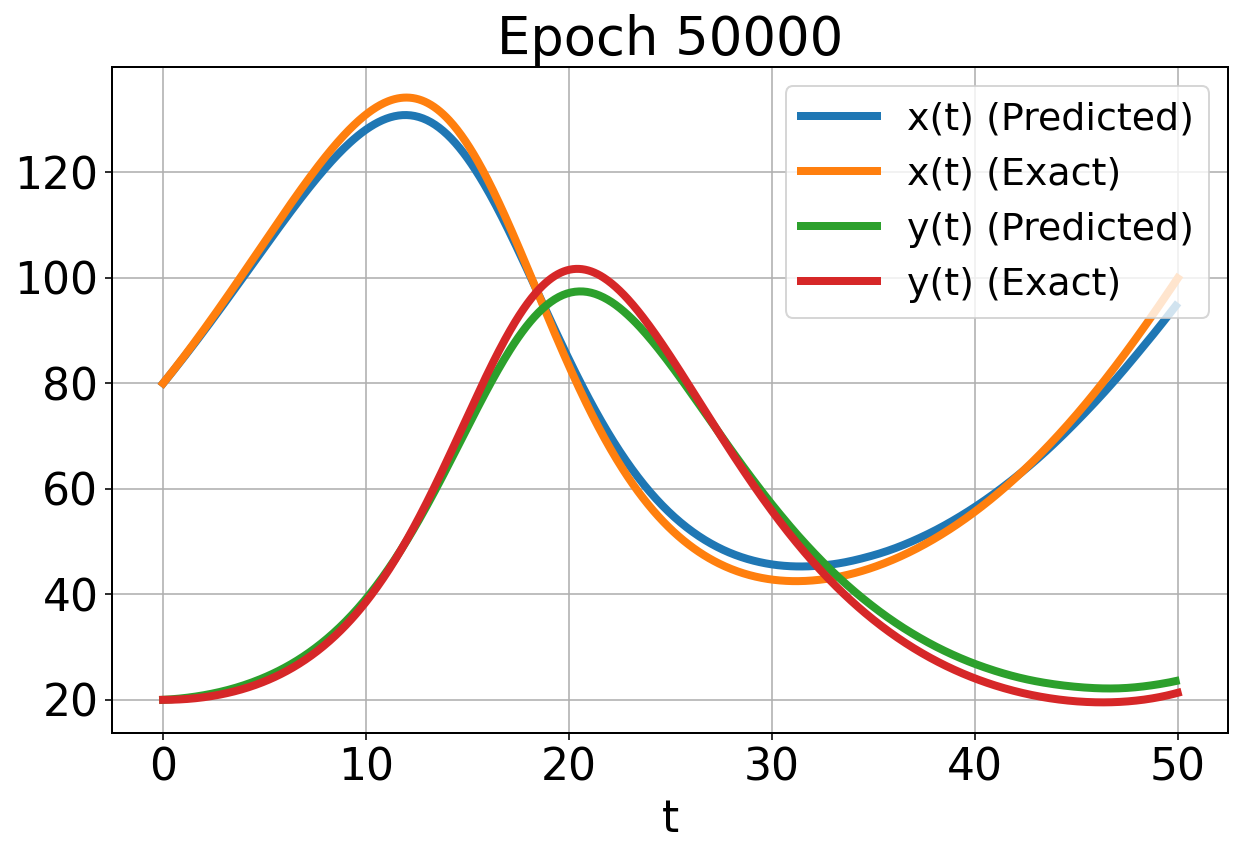 Epoch 50000
x(t) (Predicted)
x(t) (Exact)
y(t) (Predicted)
y(t) (Exact)
120
100
80
60
40
20
0 10 20 30 40 50
t